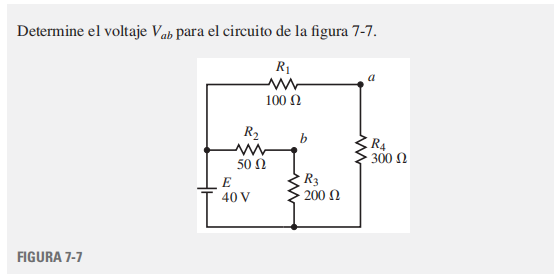 Determine el voltaje Vab para el circuito de la figura 7-7.
R1
100 Ω
a
R2
50 Ω
b
R4
300 Ω
E
40 V
R3
200 Ω
FIGURA 7-7